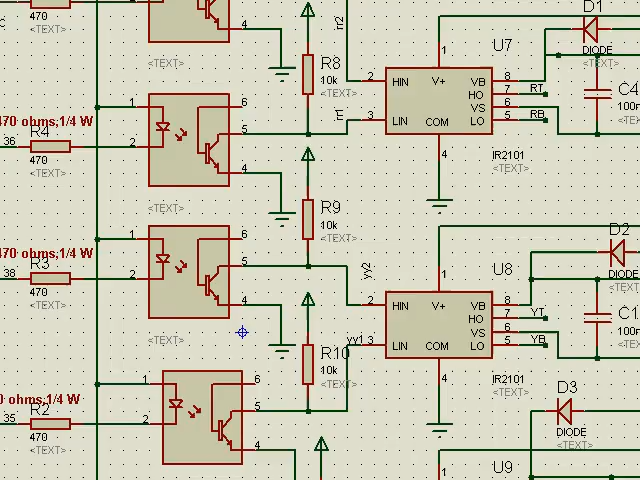 470
<TEXT>
4
rr2
D1
DIODE
<TEXT>
U7
1
R8
10k
<TEXT>
2
HIN
V+
VB
8
HO
7
RT
VS
6
3
LIN
COM
LO
5
RB
rr1
4
IR2101
<TEXT>
C4
100n
<TEX
470 ohms,1/4 W
36
R4
470
<TEXT>
1
2
6
5
4
<TEXT>
R9
10k
<TEXT>
470 ohms,1/4 W
38
R3
470
<TEXT>
1
2
6
5
4
<TEXT>
yy2
D2
DIODE
<TEXT>
U8
1
2
HIN
V+
VB
8
HO
7
YT
VS
6
yy1
3
LIN
COM
LO
5
YB
4
IR2101
<TEXT>
C1
100n
<TEX
R10
10k
<TEXT>
0 ohms,1/4 W
35
R2
470
<TEXT>
1
2
6
5
4
D3
DIODE
<TEXT>
U9
1